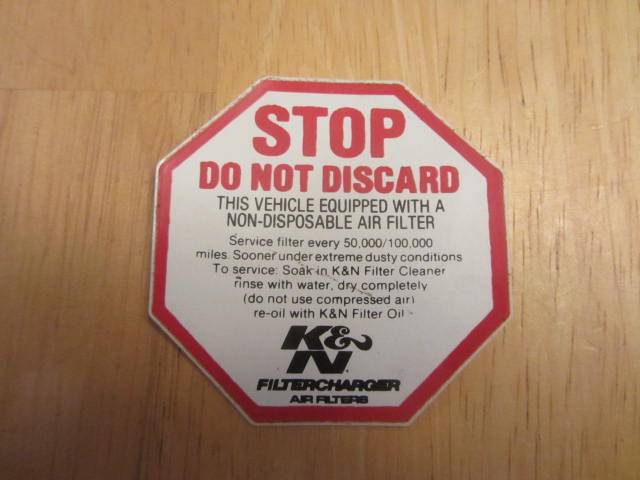 STOP
DO NOT DISCARD
THIS VEHICLE EQUIPPED WITH A
NON-DISPOSABLE AIR FILTER
Service filter every 50,000/100,000
miles. Sooner under extreme dusty conditions
To service: Soak in K&N Filter Cleaner
rinse with water, dry completely
(do not use compressed air)
re-oil with K&N Filter Oil
K&N
FILTERCHARGER
AIR FILTERS